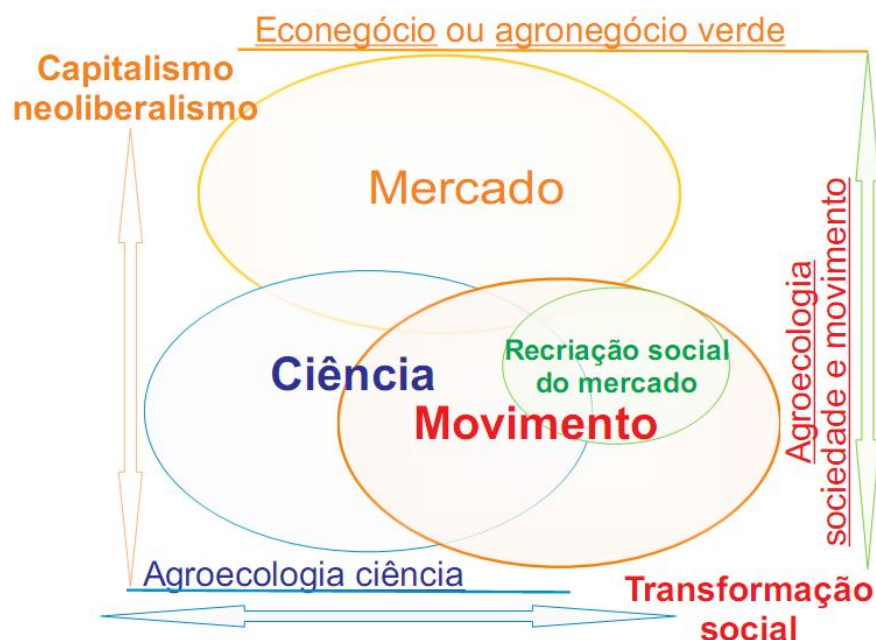 Econegócio ou agronegócio verde
Capitalismo
neoliberalismo
Mercado
Agroecologia
sociedade e movimento
Recriação social
do mercado
Ciência
Movimento
Agroecologia ciência
Transformação
social